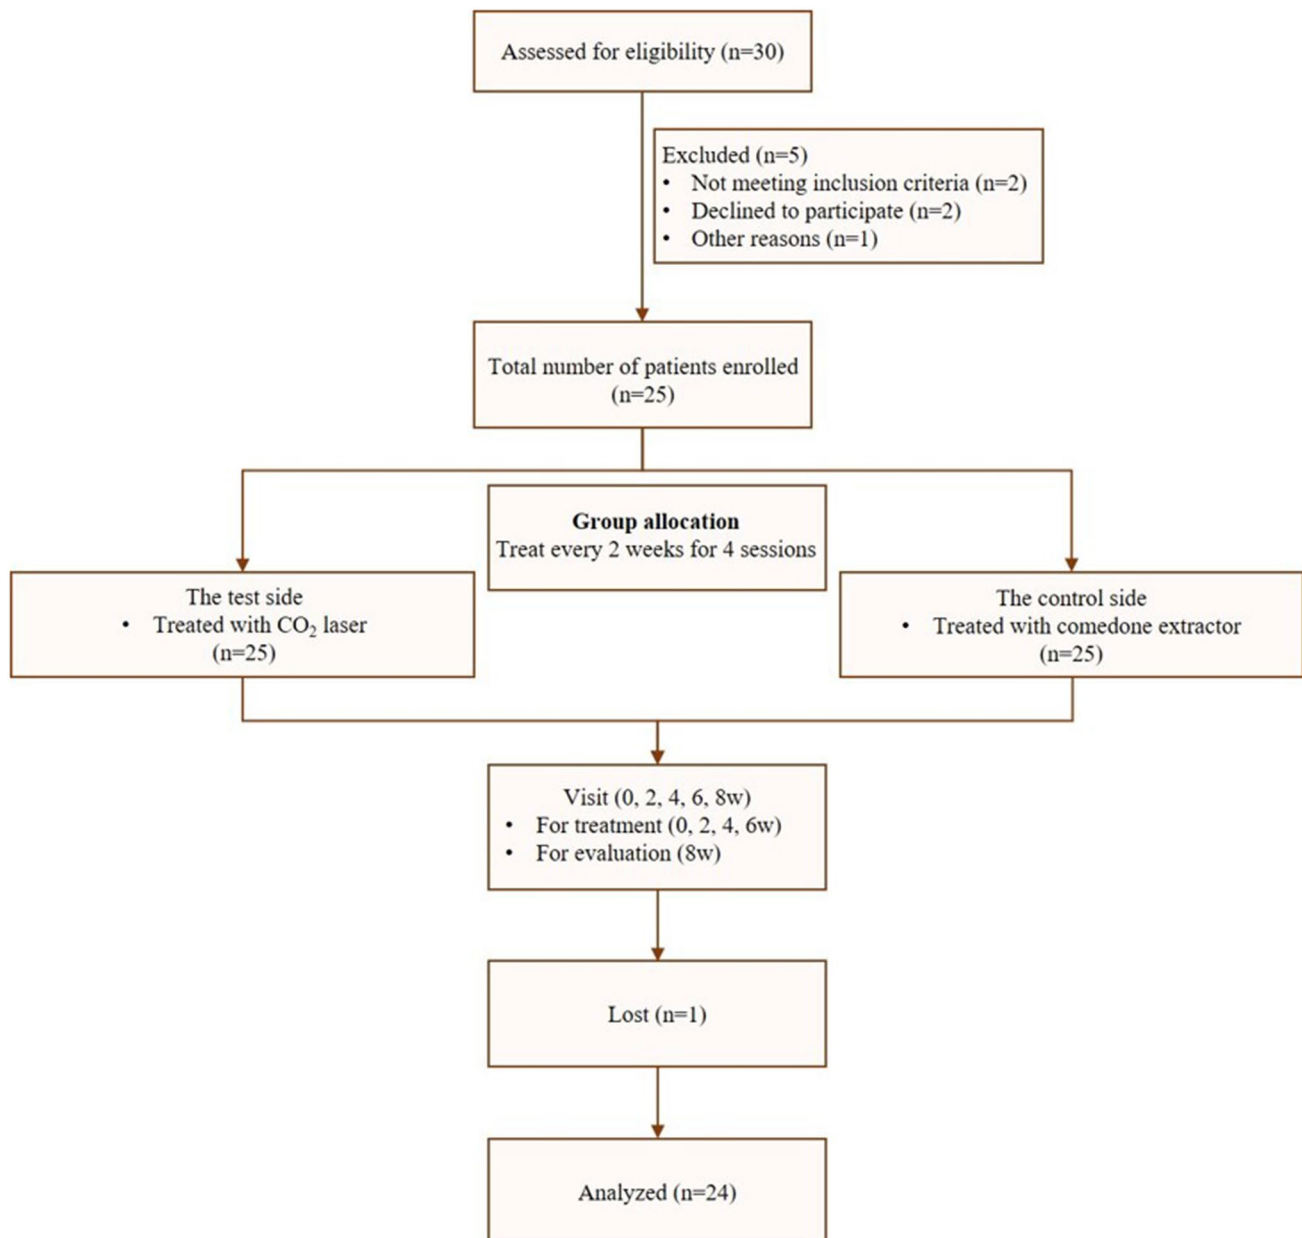 Assessed for eligibility (n=30)
Excluded (n=5)
• Not meeting inclusion criteria (n=2)
• Declined to participate (n=2)
• Other reasons (n=1)
Total number of patients enrolled
(n=25)
Group allocation
Treat every 2 weeks for 4 sessions
The test side
• Treated with CO₂ laser
(n=25)
The control side
• Treated with comedone extractor
(n=25)
Visit (0, 2, 4, 6, 8w)
• For treatment (0, 2, 4, 6w)
• For evaluation (8w)
Lost (n=1)
Analyzed (n=24)